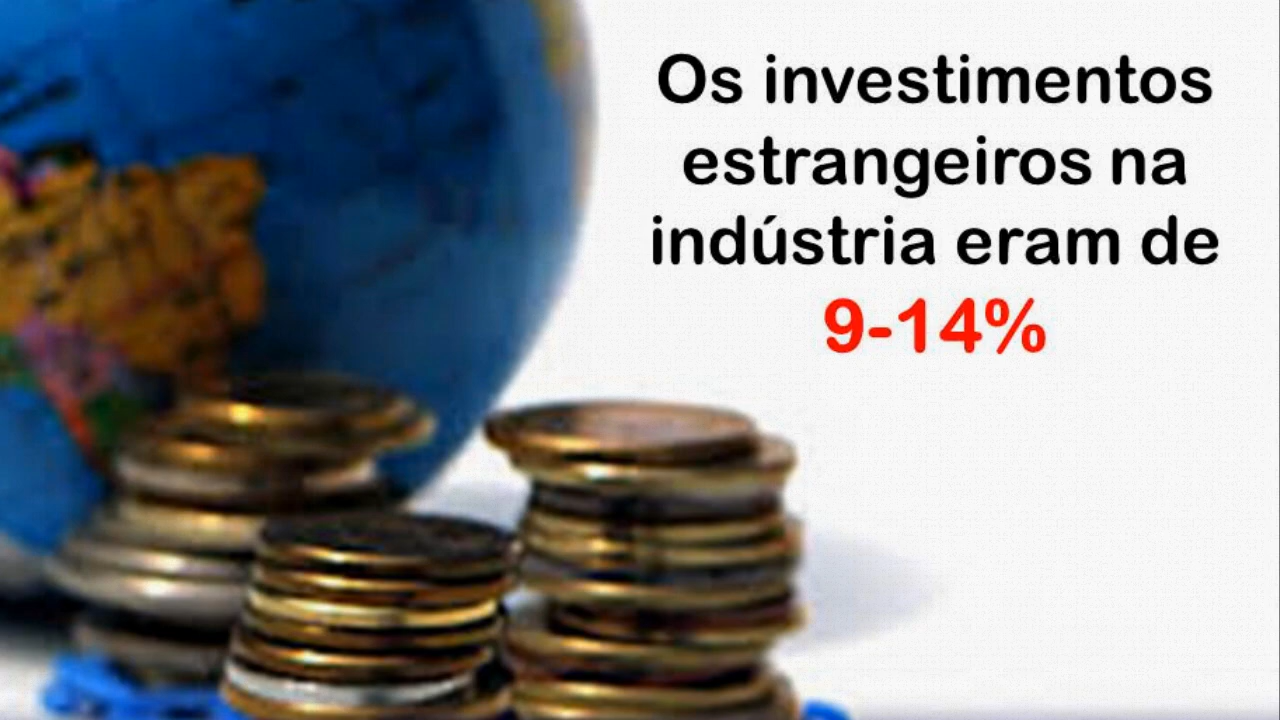 Os investimentos
estrangeiros na
indústria eram de
9-14%